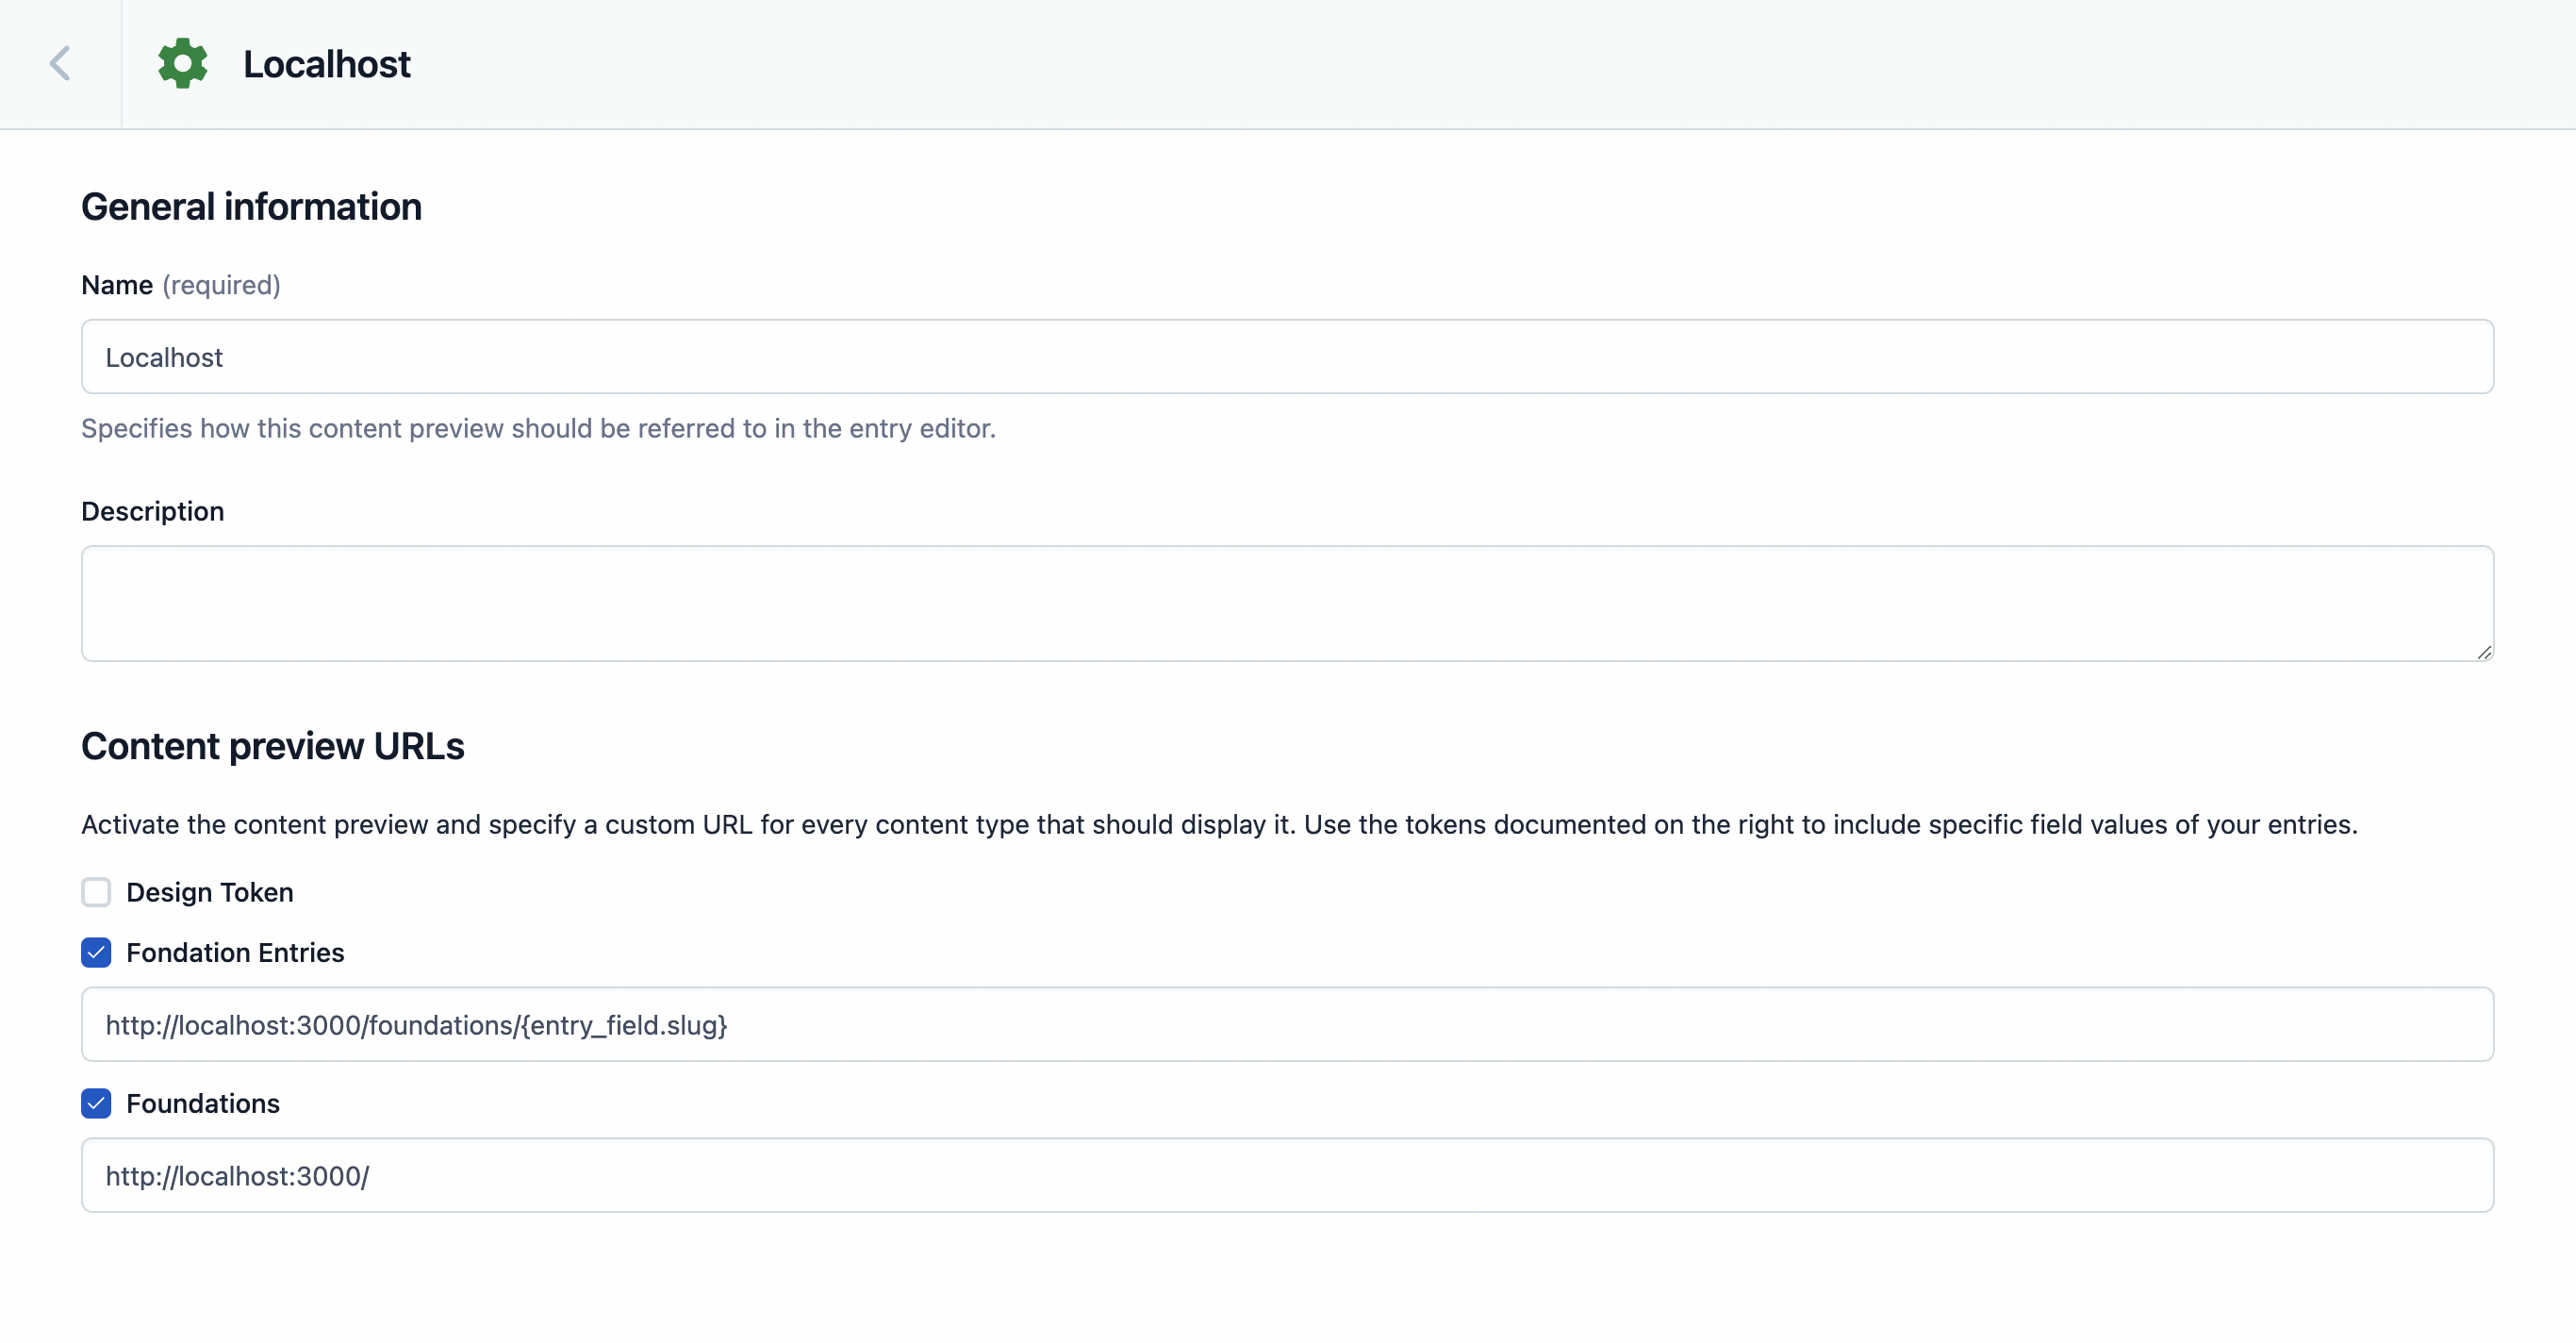 Localhost
General information
Name (required)
Localhost
Specifies how this content preview should be referred to in the entry editor.
Description
Content preview URLs
Activate the content preview and specify a custom URL for every content type that should display it. Use the tokens documented on the right to include specific field values of your entries.
Design Token
Fondation Entries
http://localhost:3000/foundations/{entry_field.slug}
Foundations
http://localhost:3000/